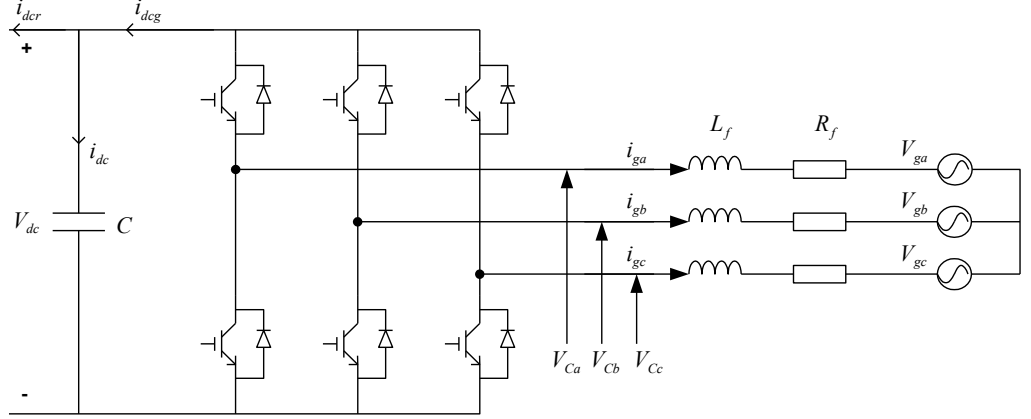 i_dcr i_dcg
+
L_f R_f
i_dc
i_ga V_ga
i_gb V_gb
V_dc C
i_gc V_gc
V_Ca V_Cb V_Cc
-